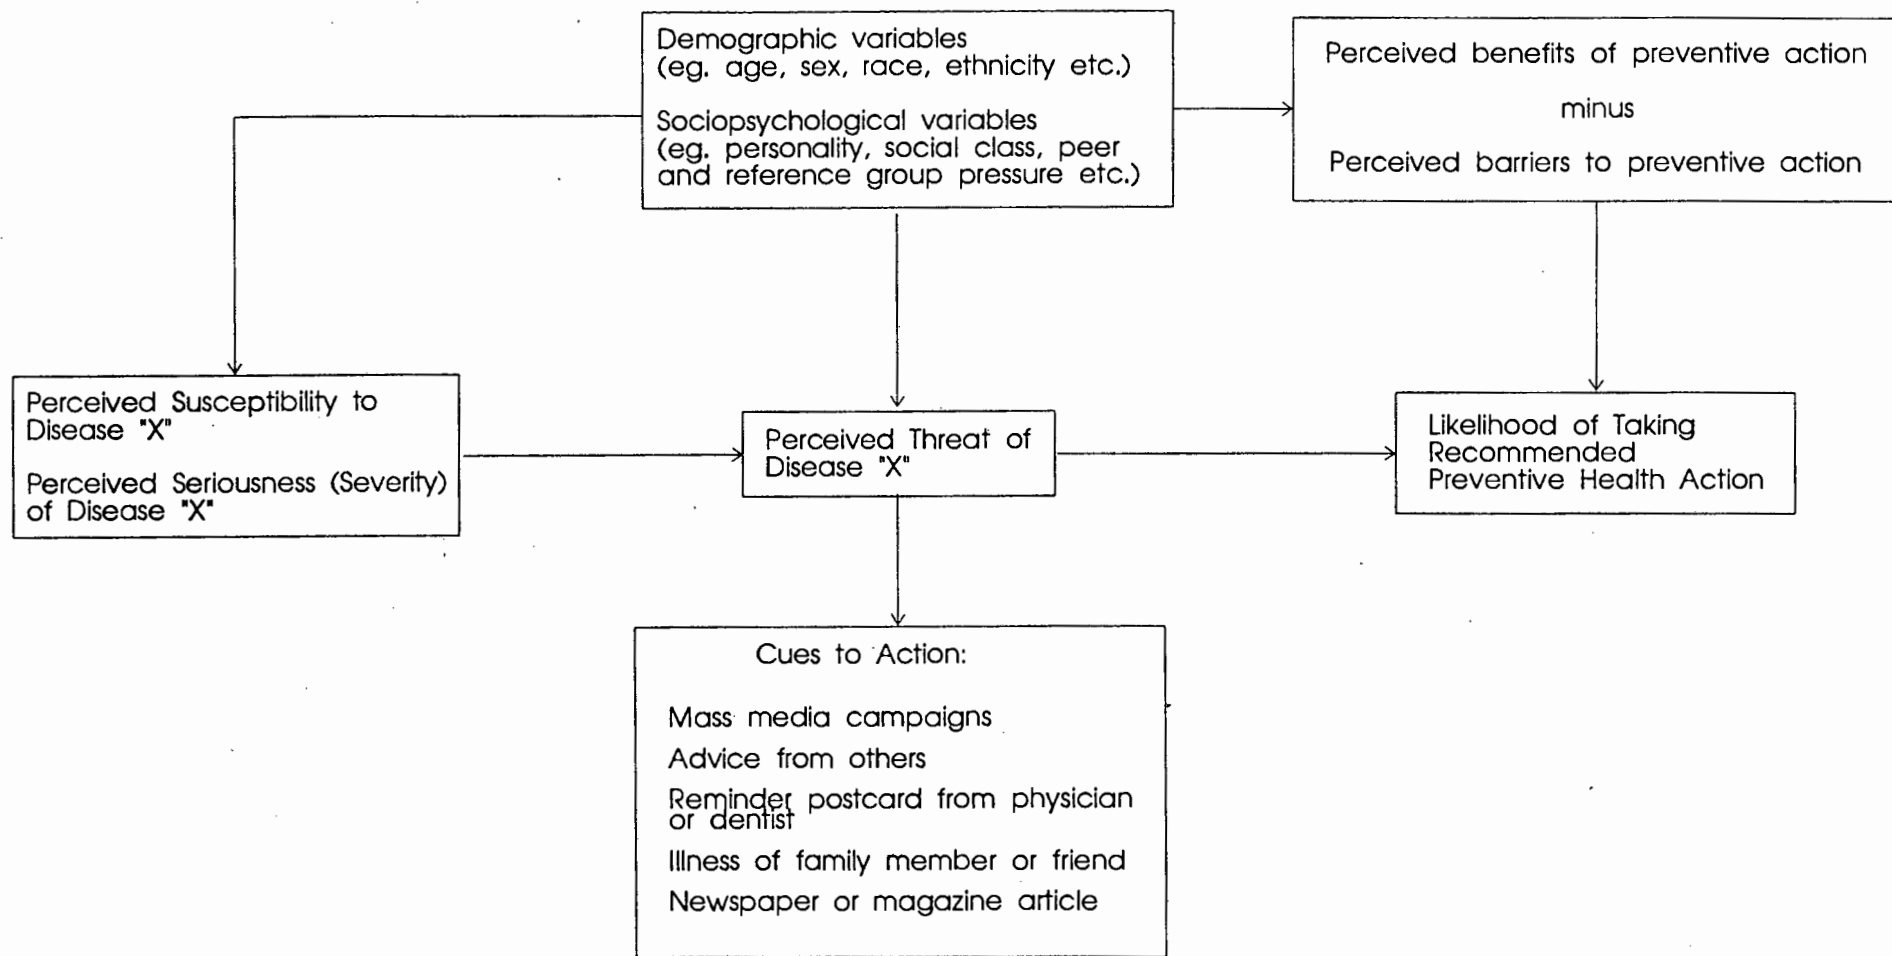 Demographic variables
(eg. age, sex, race, ethnicity etc.)
Sociopsychological variables
(eg. personality, social class, peer
and reference group pressure etc.)
Perceived benefits of preventive action
minus
Perceived barriers to preventive action
Perceived Susceptibility to
Disease "X"
Perceived Seriousness (Severity)
of Disease "X"
Perceived Threat of
Disease "X"
Likelihood of Taking
Recommended
Preventive Health Action
Cues to Action:
Mass media campaigns
Advice from others
Reminder postcard from physician
or dentist
Illness of family member or friend
Newspaper or magazine article